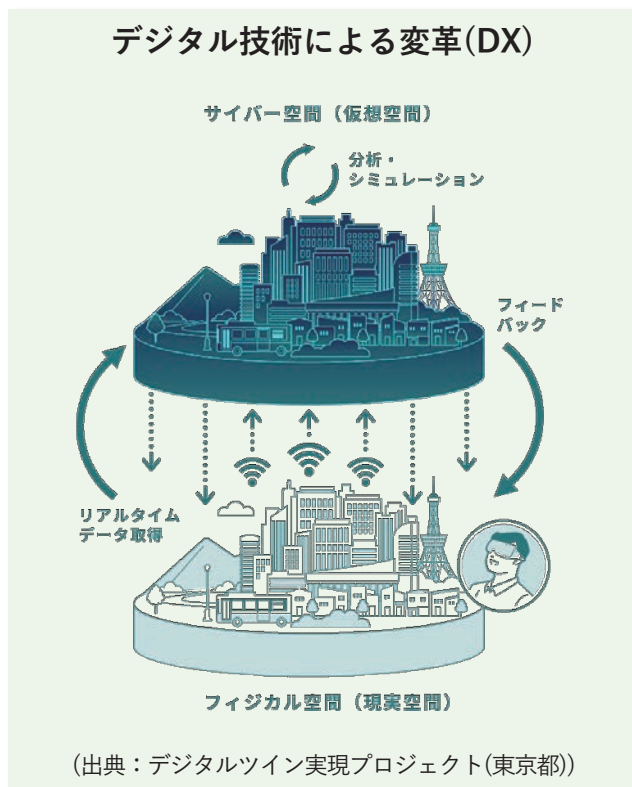 デジタル技術による変革(DX)
サイバー空間（仮想空間）
分析・
シミュレーション
フィード
バック
リアルタイム
データ取得
フィジカル空間（現実空間）
(出典：デジタルツイン実現プロジェクト(東京都))